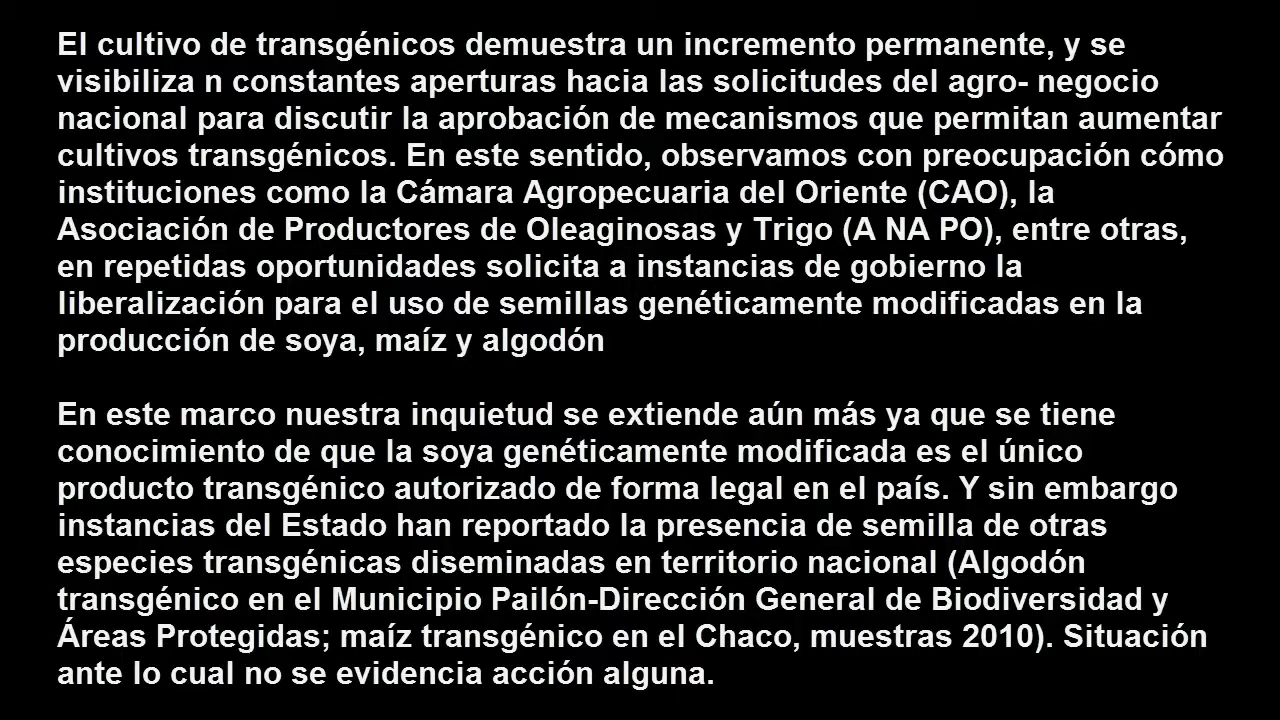 El cultivo de transgénicos demuestra un incremento permanente, y se
visibiliza n constantes aperturas hacia las solicitudes del agro- negocio
nacional para discutir la aprobación de mecanismos que permitan aumentar
cultivos transgénicos. En este sentido, observamos con preocupación cómo
instituciones como la Cámara Agropecuaria del Oriente (CAO), la
Asociación de Productores de Oleaginosas y Trigo (A NA PO), entre otras,
en repetidas oportunidades solicita a instancias de gobierno la
liberalización para el uso de semillas genéticamente modificadas en la
producción de soya, maíz y algodón
En este marco nuestra inquietud se extiende aún más ya que se tiene
conocimiento de que la soya genéticamente modificada es el único
producto transgénico autorizado de forma legal en el país. Y sin embargo
instancias del Estado han reportado la presencia de semilla de otras
especies transgénicas diseminadas en territorio nacional (Algodón
transgénico en el Municipio Pailón-Dirección General de Biodiversidad y
Áreas Protegidas; maíz transgénico en el Chaco, muestras 2010). Situación
ante lo cual no se evidencia acción alguna.